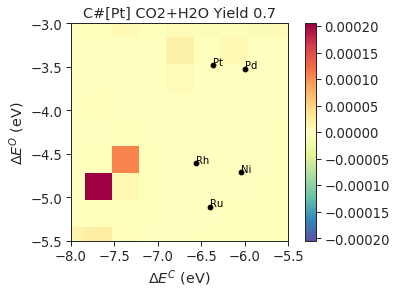 C#[Pt] CO2+H2O Yield 0.7
−3.0
−3.5
−4.0
−4.5
−5.0
−5.5
ΔE^O (eV)
Pt
Pd
Rh
Ni
Ru
−8.0 −7.5 −7.0 −6.5 −6.0 −5.5
ΔE^C (eV)
0.00020
0.00015
0.00010
0.00005
0.00000
−0.00005
−0.00010
−0.00015
−0.00020